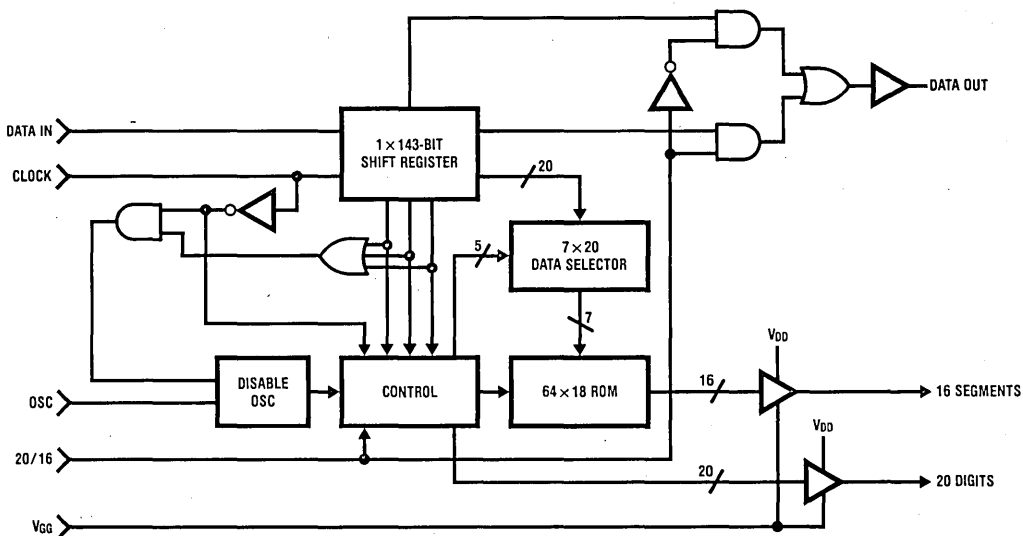 DATA OUT
DATA IN
1 × 143-BIT
SHIFT REGISTER
CLOCK
20
5
7 × 20
DATA SELECTOR
7
VDD
DISABLE
OSC
CONTROL
64 × 18 ROM
16
16 SEGMENTS
OSC
VDD
20/16
20
20 DIGITS
VGG